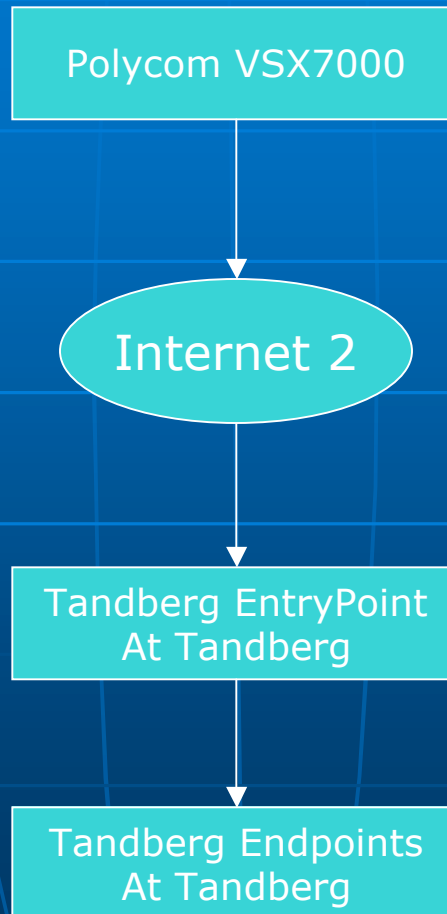 Polycom VSX7000
Internet 2
Tandberg EntryPoint
At Tandberg
Tandberg Endpoints
At Tandberg